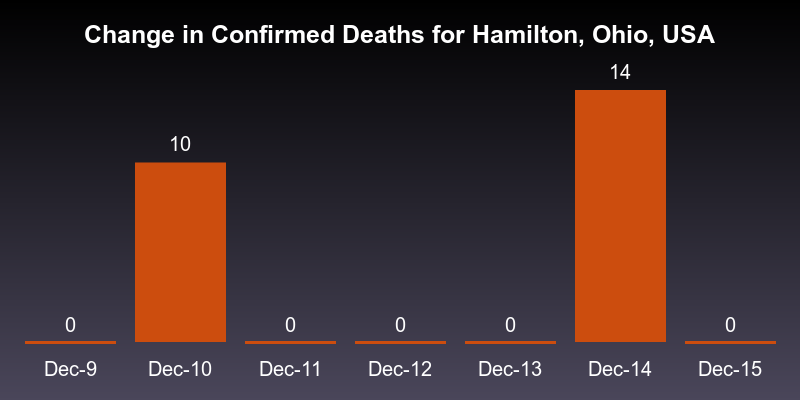 Change in Confirmed Deaths for Hamilton, Ohio, USA
14
10
0 0 0 0 0
Dec-9 Dec-10 Dec-11 Dec-12 Dec-13 Dec-14 Dec-15